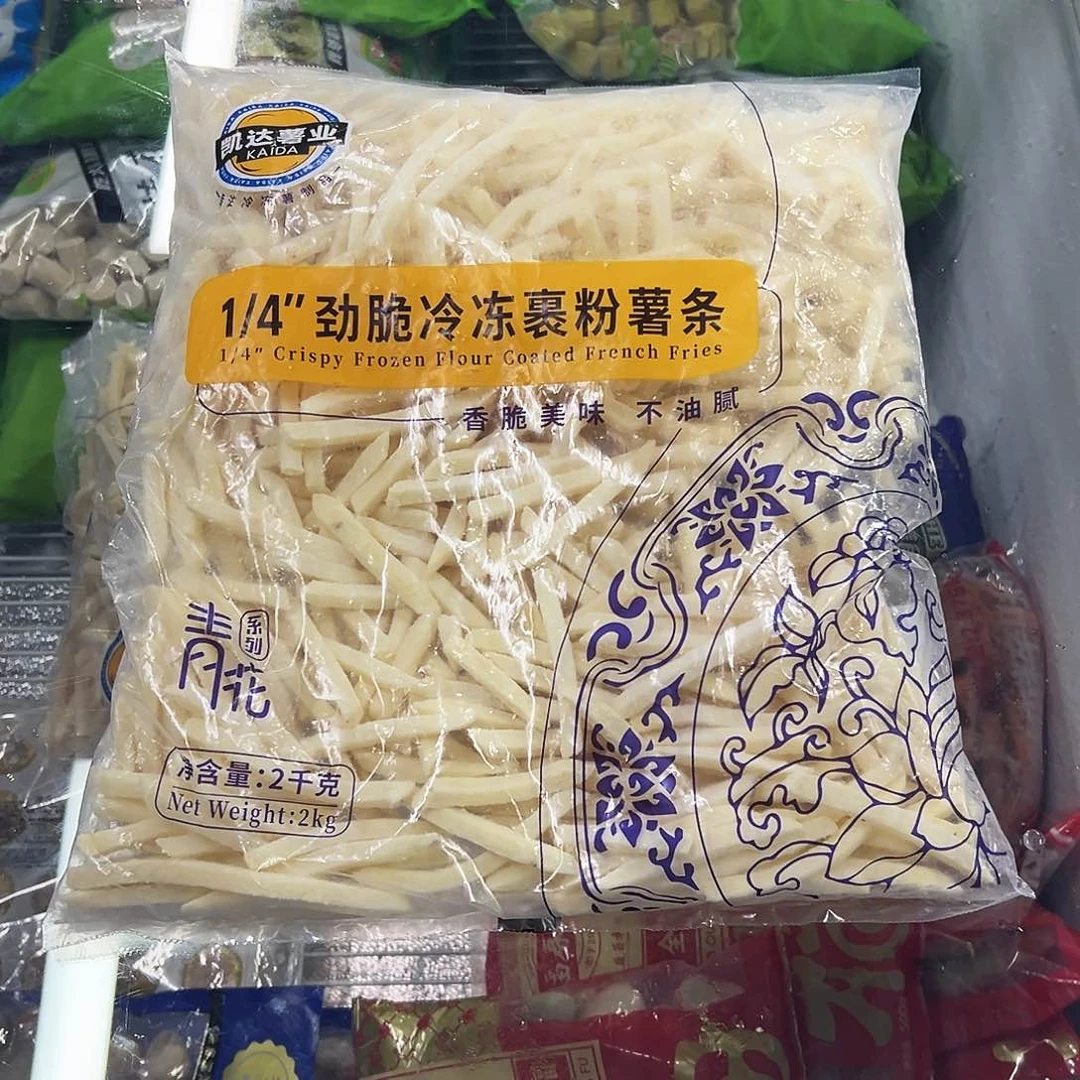 凯达薯业
KAIDA
1/4″ 劲脆冷冻裹粉薯条
1/4″ Crispy Frozen Flour Coated French Fries
香脆美味 不油腻
青花
系列
净含量:2千克
Net Weight:2kg